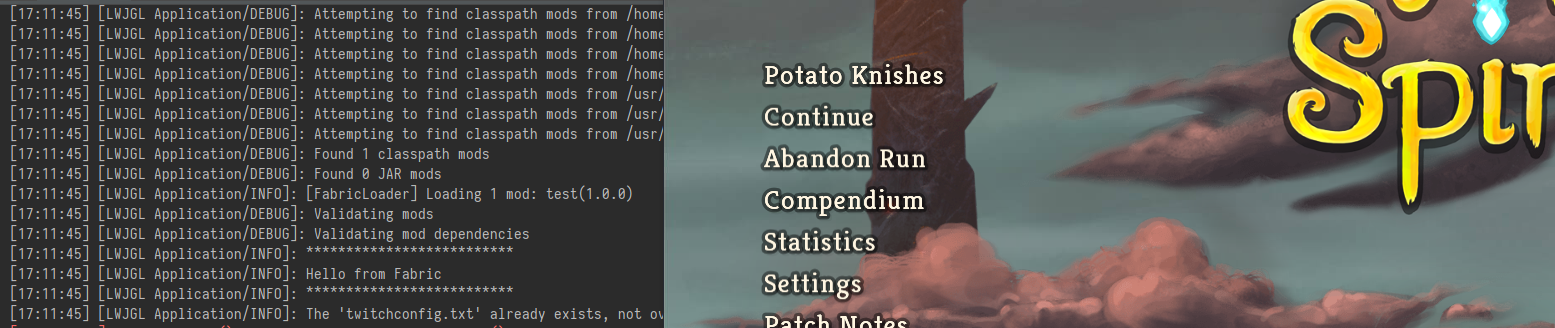 [17:11:45] [LWJGL Application/DEBUG]: Attempting to find classpath mods from /home
[17:11:45] [LWJGL Application/DEBUG]: Attempting to find classpath mods from /home
[17:11:45] [LWJGL Application/DEBUG]: Attempting to find classpath mods from /home
[17:11:45] [LWJGL Application/DEBUG]: Attempting to find classpath mods from /home
[17:11:45] [LWJGL Application/DEBUG]: Attempting to find classpath mods from /usr/
[17:11:45] [LWJGL Application/DEBUG]: Attempting to find classpath mods from /usr/
[17:11:45] [LWJGL Application/DEBUG]: Attempting to find classpath mods from /usr/
[17:11:45] [LWJGL Application/DEBUG]: Found 1 classpath mods
[17:11:45] [LWJGL Application/DEBUG]: Found 0 JAR mods
[17:11:45] [LWJGL Application/INFO]: [FabricLoader] Loading 1 mod: test(1.0.0)
[17:11:45] [LWJGL Application/DEBUG]: Validating mods
[17:11:45] [LWJGL Application/DEBUG]: Validating mod dependencies
[17:11:45] [LWJGL Application/INFO]: **************************
[17:11:45] [LWJGL Application/INFO]: Hello from Fabric
[17:11:45] [LWJGL Application/INFO]: **************************
[17:11:45] [LWJGL Application/INFO]: The 'twitchconfig.txt' already exists, not ov
Potato Knishes
Continue
Abandon Run
Compendium
Statistics
Settings
Patch Notes
Spir